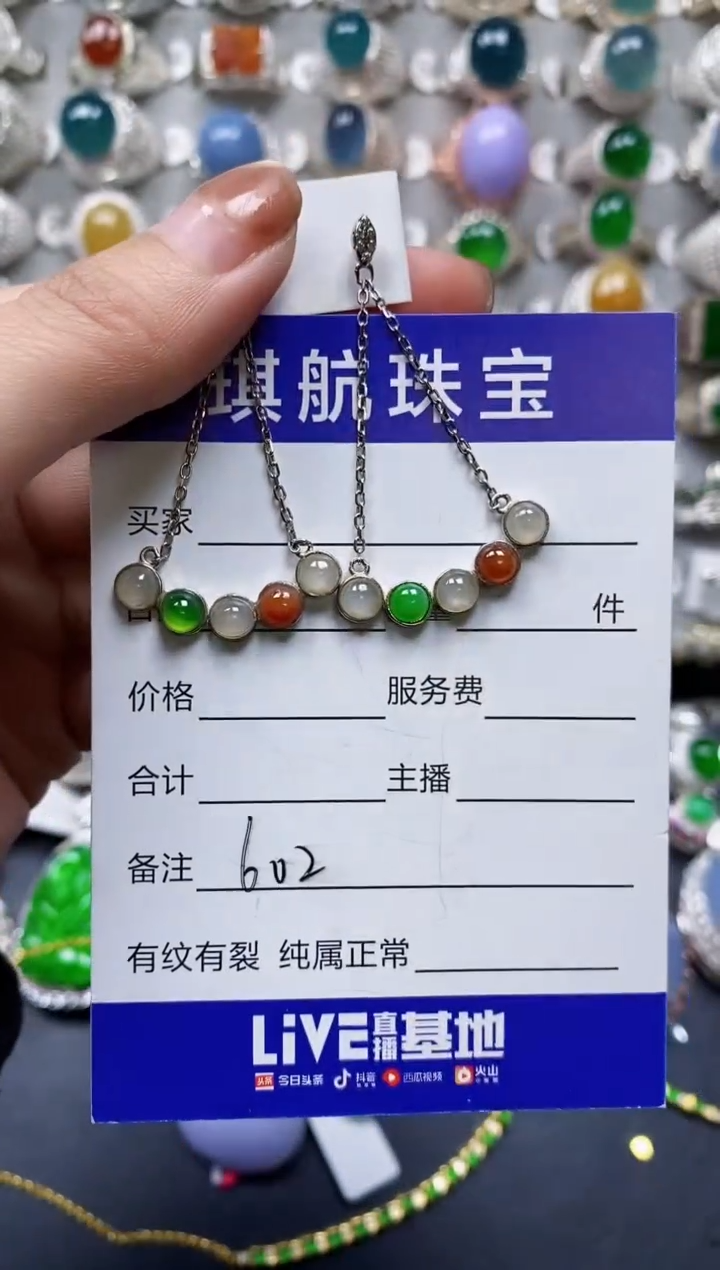 琪航珠宝
买家
件
价格 服务费
合计 主播
备注 602
有纹有裂 纯属正常
LiVE直播基地
头条 今日头条 抖音 西瓜视频 火山